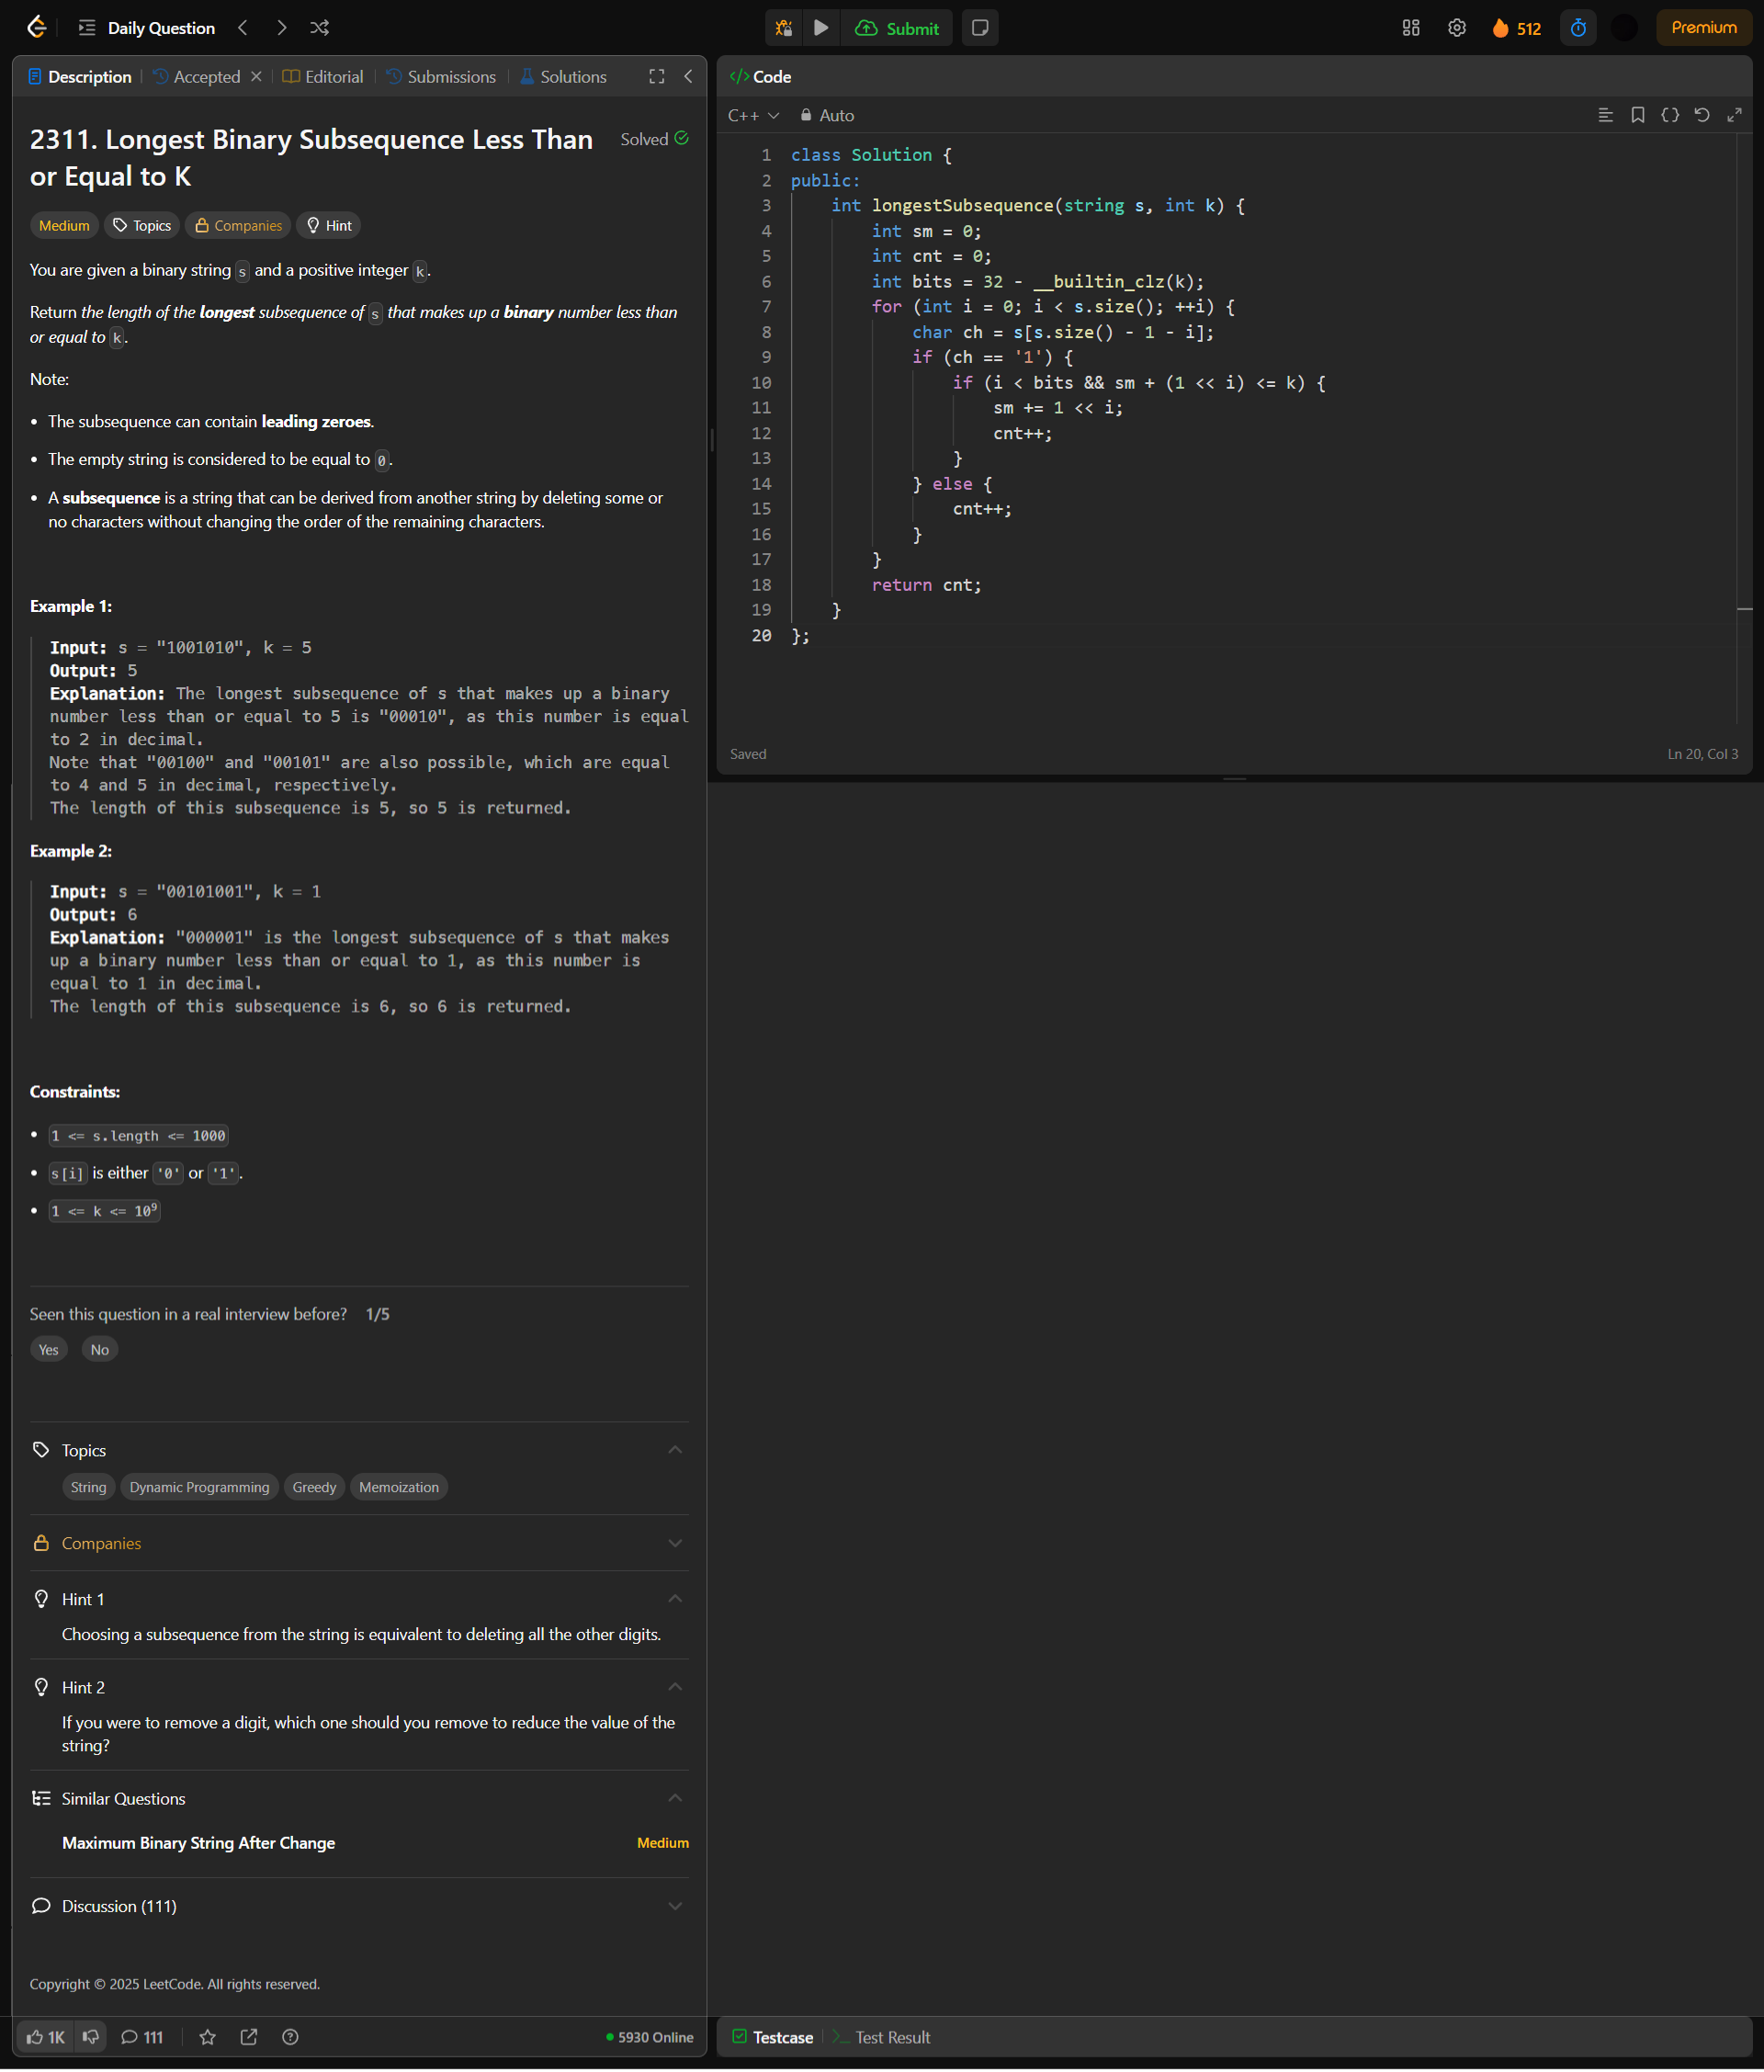 Daily Question
Submit
512
Premium
Description
Accepted
Editorial
Submissions
Solutions
2311. Longest Binary Subsequence Less Than
or Equal to K
Solved
Medium
Topics
Companies
Hint
You are given a binary string s and a positive integer k.
Return the length of the longest subsequence of s that makes up a binary number less than
or equal to k.
Note:
• The subsequence can contain leading zeroes.
• The empty string is considered to be equal to 0.
• A subsequence is a string that can be derived from another string by deleting some or
no characters without changing the order of the remaining characters.
Example 1:
Input: s = "1001010", k = 5
Output: 5
Explanation: The longest subsequence of s that makes up a binary
number less than or equal to 5 is "00010", as this number is equal
to 2 in decimal.
Note that "00100" and "00101" are also possible, which are equal
to 4 and 5 in decimal, respectively.
The length of this subsequence is 5, so 5 is returned.
Example 2:
Input: s = "00101001", k = 1
Output: 6
Explanation: "000001" is the longest subsequence of s that makes
up a binary number less than or equal to 1, as this number is
equal to 1 in decimal.
The length of this subsequence is 6, so 6 is returned.
Constraints:
• 1 <= s.length <= 1000
• s[i] is either '0' or '1'.
• 1 <= k <= 10⁹
Seen this question in a real interview before? 1/5
Yes
No
Topics
String
Dynamic Programming
Greedy
Memoization
Companies
Hint 1
Choosing a subsequence from the string is equivalent to deleting all the other digits.
Hint 2
If you were to remove a digit, which one should you remove to reduce the value of the
string?
Similar Questions
Maximum Binary String After Change
Medium
Discussion (111)
Copyright © 2025 LeetCode. All rights reserved.
1K
111
5930 Online
</> Code
C++
Auto
1 class Solution {
2 public:
3     int longestSubsequence(string s, int k) {
4         int sm = 0;
5         int cnt = 0;
6         int bits = 32 - __builtin_clz(k);
7         for (int i = 0; i < s.size(); ++i) {
8             char ch = s[s.size() - 1 - i];
9             if (ch == '1') {
10                 if (i < bits && sm + (1 << i) <= k) {
11                     sm += 1 << i;
12                     cnt++;
13                 }
14             } else {
15                 cnt++;
16             }
17         }
18         return cnt;
19     }
20 };
Saved
Ln 20, Col 3
Testcase
Test Result